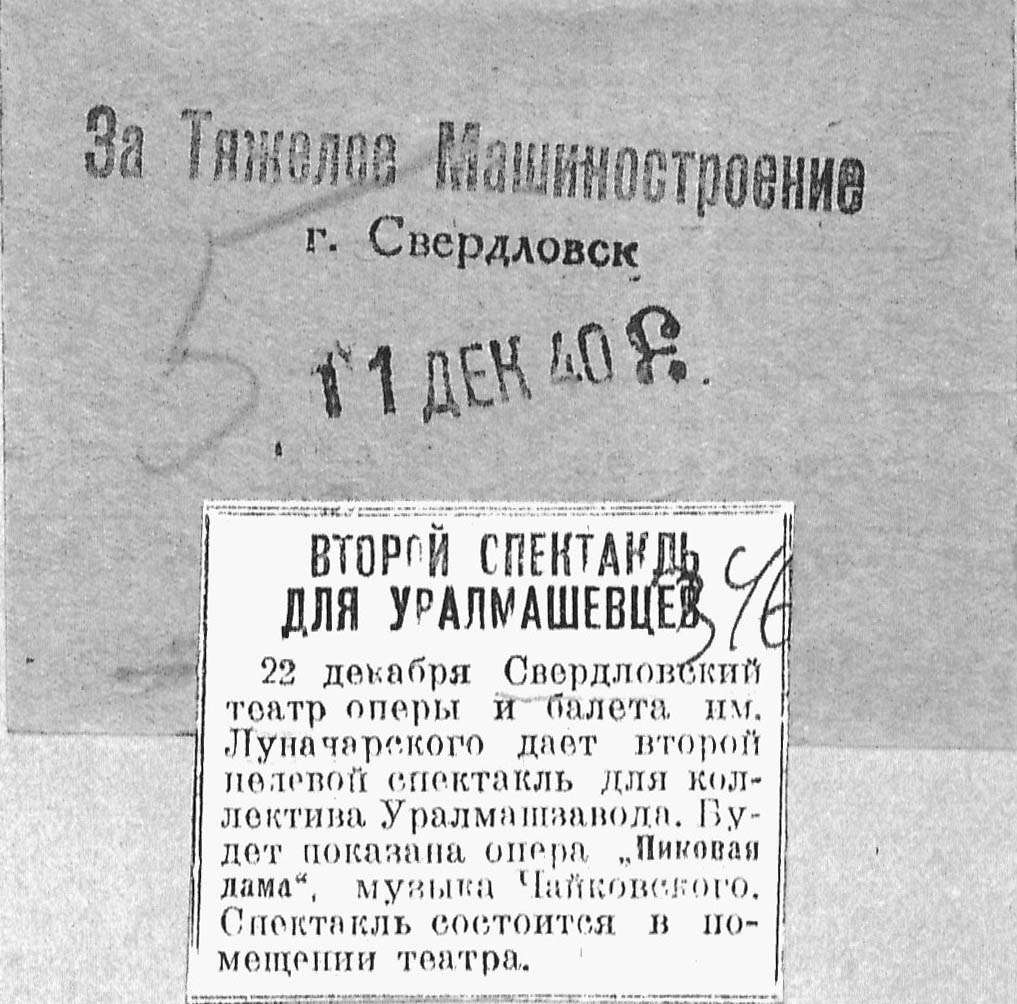 За Тяжелое Машиностроение
г. Свердловск
11 ДЕК 40 г.
5
ВТОРОЙ СПЕКТАКЛЬ
ДЛЯ УРАЛМАШЕВЦЕВ
346
22 декабря Свердловский
театр оперы и балета им.
Луначарского дает второй
целевой спектакль для кол-
лектива Уралмашзавода. Бу-
дет показана опера „Пиковая
дама“, музыка Чайковского.
Спектакль состоится в по-
мещении театра.